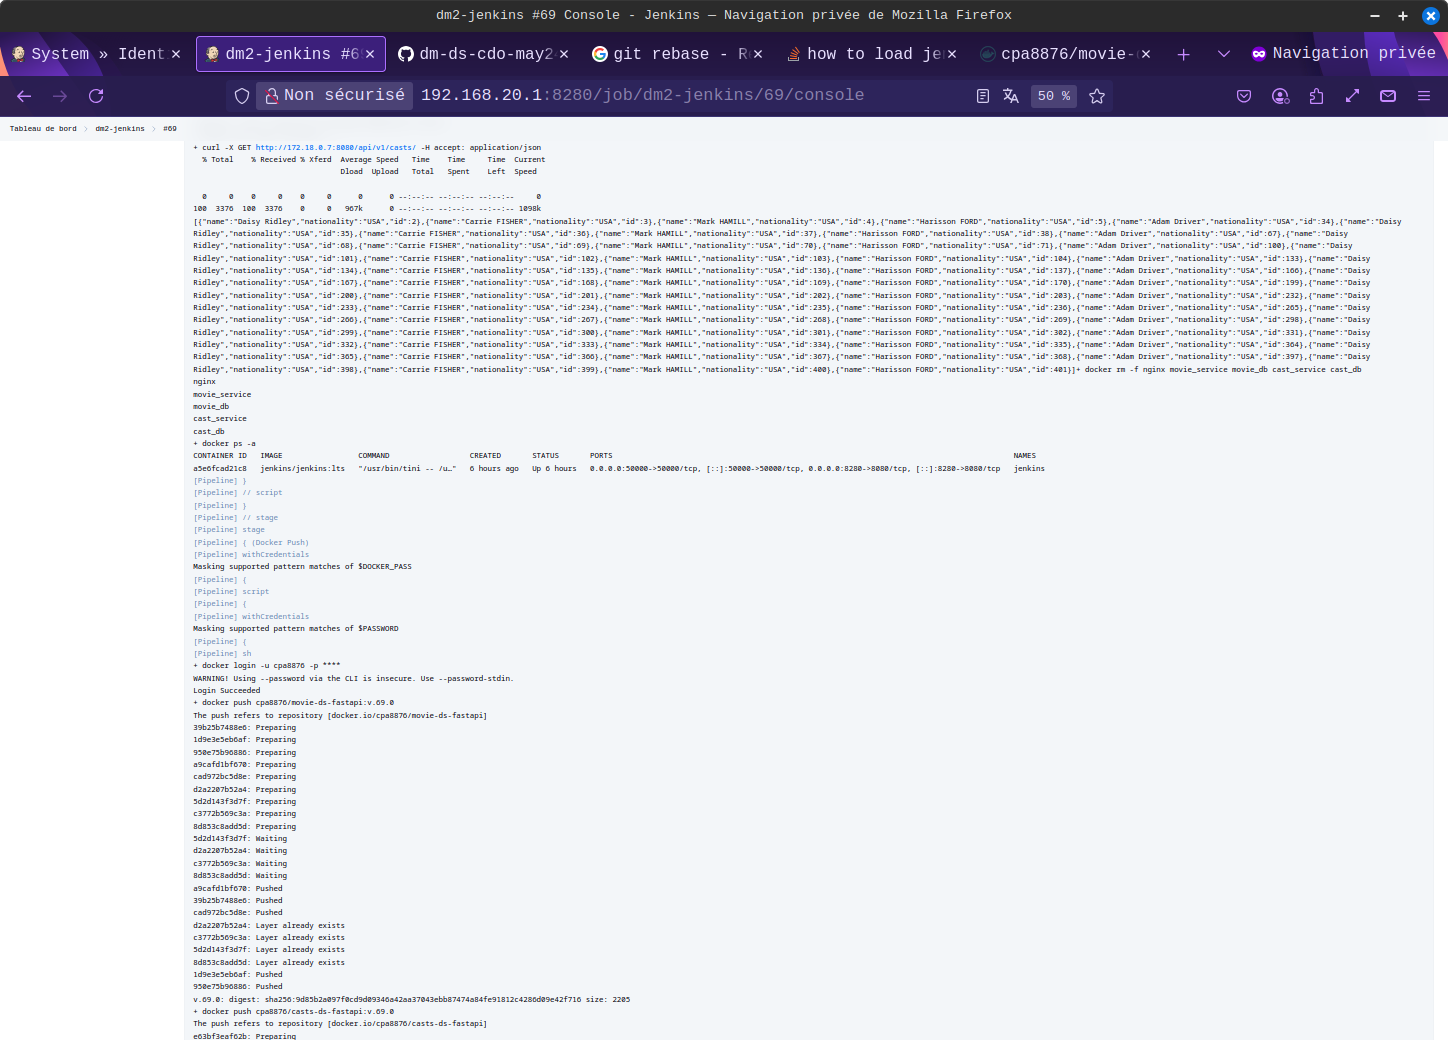 dm2-jenkins #69 Console - Jenkins — Navigation privée de Mozilla Firefox
System » Ident
dm2-jenkins #69
dm-ds-cdo-may2
git rebase - R
how to load je
cpa8876/movie-
Navigation privée
Non sécurisé
192.168.20.1:8280/job/dm2-jenkins/69/console
50 %
Tableau de bord > dm2-jenkins > #69
+ curl -X GET http://172.18.0.7:8080/api/v1/casts/ -H accept: application/json
% Total    % Received % Xferd  Average Speed   Time    Time     Time  Current
Dload  Upload   Total   Spent    Left  Speed
0     0    0     0    0     0      0      0 --:--:-- --:--:-- --:--:--     0
100  3376  100  3376    0     0   967k      0 --:--:-- --:--:-- --:--:-- 1098k
[{"name":"Daisy Ridley","nationality":"USA","id":2},{"name":"Carrie FISHER","nationality":"USA","id":3},{"name":"Mark HAMILL","nationality":"USA","id":4},{"name":"Harisson FORD","nationality":"USA","id":5},{"name":"Adam Driver","nationality":"USA","id":34},{"name":"Daisy
Ridley","nationality":"USA","id":35},{"name":"Carrie FISHER","nationality":"USA","id":36},{"name":"Mark HAMILL","nationality":"USA","id":37},{"name":"Harisson FORD","nationality":"USA","id":38},{"name":"Adam Driver","nationality":"USA","id":67},{"name":"Daisy
Ridley","nationality":"USA","id":68},{"name":"Carrie FISHER","nationality":"USA","id":69},{"name":"Mark HAMILL","nationality":"USA","id":70},{"name":"Harisson FORD","nationality":"USA","id":71},{"name":"Adam Driver","nationality":"USA","id":100},{"name":"Daisy
Ridley","nationality":"USA","id":101},{"name":"Carrie FISHER","nationality":"USA","id":102},{"name":"Mark HAMILL","nationality":"USA","id":103},{"name":"Harisson FORD","nationality":"USA","id":104},{"name":"Adam Driver","nationality":"USA","id":133},{"name":"Daisy
Ridley","nationality":"USA","id":134},{"name":"Carrie FISHER","nationality":"USA","id":135},{"name":"Mark HAMILL","nationality":"USA","id":136},{"name":"Harisson FORD","nationality":"USA","id":137},{"name":"Adam Driver","nationality":"USA","id":166},{"name":"Daisy
Ridley","nationality":"USA","id":167},{"name":"Carrie FISHER","nationality":"USA","id":168},{"name":"Mark HAMILL","nationality":"USA","id":169},{"name":"Harisson FORD","nationality":"USA","id":170},{"name":"Adam Driver","nationality":"USA","id":199},{"name":"Daisy
Ridley","nationality":"USA","id":200},{"name":"Carrie FISHER","nationality":"USA","id":201},{"name":"Mark HAMILL","nationality":"USA","id":202},{"name":"Harisson FORD","nationality":"USA","id":203},{"name":"Adam Driver","nationality":"USA","id":232},{"name":"Daisy
Ridley","nationality":"USA","id":233},{"name":"Carrie FISHER","nationality":"USA","id":234},{"name":"Mark HAMILL","nationality":"USA","id":235},{"name":"Harisson FORD","nationality":"USA","id":236},{"name":"Adam Driver","nationality":"USA","id":265},{"name":"Daisy
Ridley","nationality":"USA","id":266},{"name":"Carrie FISHER","nationality":"USA","id":267},{"name":"Mark HAMILL","nationality":"USA","id":268},{"name":"Harisson FORD","nationality":"USA","id":269},{"name":"Adam Driver","nationality":"USA","id":298},{"name":"Daisy
Ridley","nationality":"USA","id":299},{"name":"Carrie FISHER","nationality":"USA","id":300},{"name":"Mark HAMILL","nationality":"USA","id":301},{"name":"Harisson FORD","nationality":"USA","id":302},{"name":"Adam Driver","nationality":"USA","id":331},{"name":"Daisy
Ridley","nationality":"USA","id":332},{"name":"Carrie FISHER","nationality":"USA","id":333},{"name":"Mark HAMILL","nationality":"USA","id":334},{"name":"Harisson FORD","nationality":"USA","id":335},{"name":"Adam Driver","nationality":"USA","id":364},{"name":"Daisy
Ridley","nationality":"USA","id":365},{"name":"Carrie FISHER","nationality":"USA","id":366},{"name":"Mark HAMILL","nationality":"USA","id":367},{"name":"Harisson FORD","nationality":"USA","id":368},{"name":"Adam Driver","nationality":"USA","id":397},{"name":"Daisy
Ridley","nationality":"USA","id":398},{"name":"Carrie FISHER","nationality":"USA","id":399},{"name":"Mark HAMILL","nationality":"USA","id":400},{"name":"Harisson FORD","nationality":"USA","id":401}]+ docker rm -f nginx movie_service movie_db cast_service cast_db
nginx
movie_service
movie_db
cast_service
cast_db
+ docker ps -a
CONTAINER ID   IMAGE                 COMMAND                  CREATED       STATUS       PORTS                                                                                          NAMES
a5e6fcad21c8   jenkins/jenkins:lts   "/usr/bin/tini -- /u…"   6 hours ago   Up 6 hours   0.0.0.0:50000->50000/tcp, [::]:50000->50000/tcp, 0.0.0.0:8280->8080/tcp, [::]:8280->8080/tcp   jenkins
[Pipeline] }
[Pipeline] // script
[Pipeline] }
[Pipeline] // stage
[Pipeline] stage
[Pipeline] { (Docker Push)
[Pipeline] withCredentials
Masking supported pattern matches of $DOCKER_PASS
[Pipeline] {
[Pipeline] script
[Pipeline] {
[Pipeline] withCredentials
Masking supported pattern matches of $PASSWORD
[Pipeline] {
[Pipeline] sh
+ docker login -u cpa8876 -p ****
WARNING! Using --password via the CLI is insecure. Use --password-stdin.
Login Succeeded
+ docker push cpa8876/movie-ds-fastapi:v.69.0
The push refers to repository [docker.io/cpa8876/movie-ds-fastapi]
39b25b7488e6: Preparing
1d9e3e5eb6af: Preparing
950e75b96886: Preparing
a9cafd1bf670: Preparing
cad972bc5d8e: Preparing
d2a2207b52a4: Preparing
5d2d143f3d7f: Preparing
c3772b569c3a: Preparing
8d853c8add5d: Preparing
5d2d143f3d7f: Waiting
d2a2207b52a4: Waiting
c3772b569c3a: Waiting
8d853c8add5d: Waiting
a9cafd1bf670: Pushed
39b25b7488e6: Pushed
cad972bc5d8e: Pushed
d2a2207b52a4: Layer already exists
c3772b569c3a: Layer already exists
5d2d143f3d7f: Layer already exists
8d853c8add5d: Layer already exists
1d9e3e5eb6af: Pushed
950e75b96886: Pushed
v.69.0: digest: sha256:9d85b2a097f0cd9d09346a42aa37043ebb87474a84fe91812c4286d09e42f716 size: 2205
+ docker push cpa8876/casts-ds-fastapi:v.69.0
The push refers to repository [docker.io/cpa8876/casts-ds-fastapi]
e63bf3eaf62b: Preparing